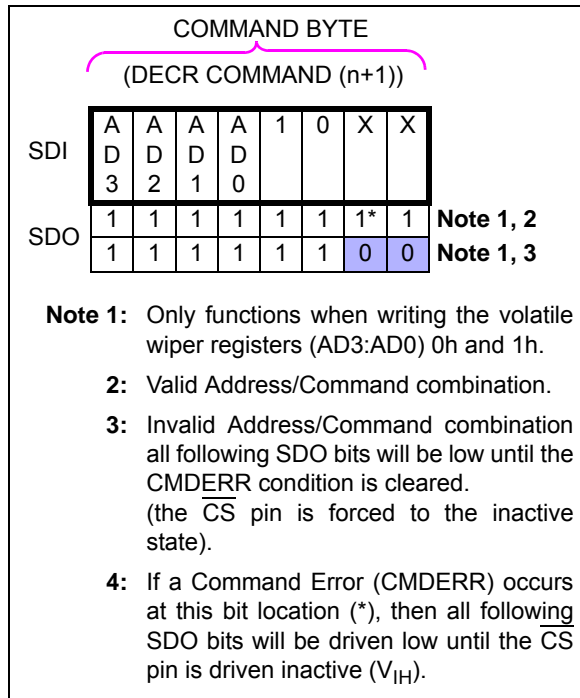 COMMAND BYTE
(DECR COMMAND (n+1))
SDI
A A A A 1 0 X X
D D D D
3 2 1 0
SDO
1 1 1 1 1 1 1* 1 Note 1, 2
1 1 1 1 1 1 0 0 Note 1, 3
Note 1: Only functions when writing the volatile
wiper registers (AD3:AD0) 0h and 1h.
2: Valid Address/Command combination.
3: Invalid Address/Command combination
all following SDO bits will be low until the
CMDERR condition is cleared.
(the CS pin is forced to the inactive
state).
4: If a Command Error (CMDERR) occurs
at this bit location (*), then all following
SDO bits will be driven low until the CS
pin is driven inactive (VIH).